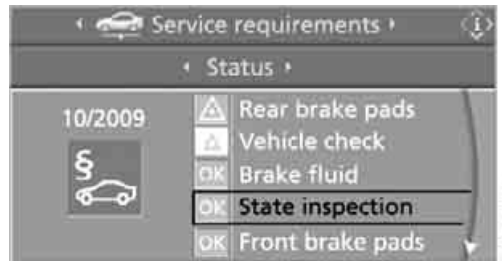 Service requirements
Status
10/2009
Rear brake pads
§
Vehicle check
OK Brake fluid
OK State inspection
OK Front brake pads